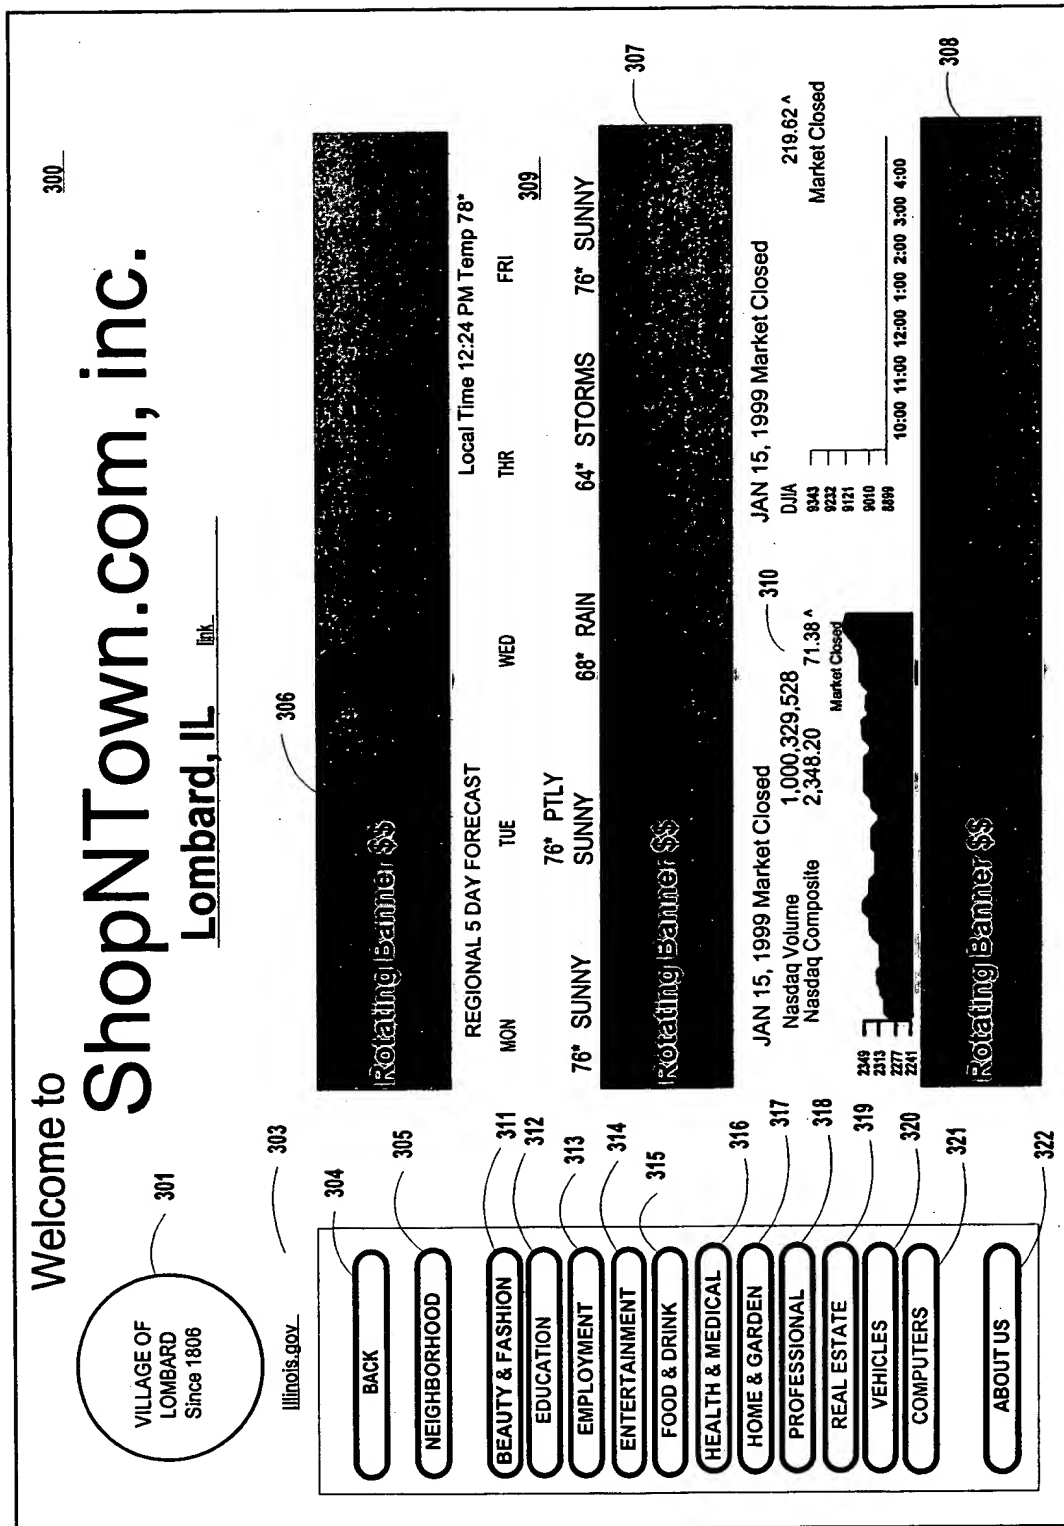 Welcome to
ShopNTown.com, inc.
300
Lombard, IL
link
VILLAGE OF
LOMBARD
Since 1806
301
Illinois.gov
303
304
BACK
305
NEIGHBORHOOD
311
BEAUTY & FASHION
312
EDUCATION
313
EMPLOYMENT
314
ENTERTAINMENT
315
FOOD & DRINK
316
HEALTH & MEDICAL
317
HOME & GARDEN
318
PROFESSIONAL
319
REAL ESTATE
320
VEHICLES
321
COMPUTERS
322
ABOUT US
306
Rotating Banner $$
REGIONAL 5 DAY FORECAST
Local Time 12:24 PM Temp 78*
MON TUE WED THR FRI
309
76* SUNNY
76* PTLY
SUNNY
68* RAIN
64* STORMS
76* SUNNY
307
Rotating Banner $$
JAN 15, 1999 Market Closed
Nasdaq Volume 1,000,329,528
Nasdaq Composite 2,348.20 71.38 ^
310
Market Closed
2349
2313
2277
2241
JAN 15, 1999 Market Closed
DJIA
219.62 ^
Market Closed
9343
9232
9121
9010
8899
10:00 11:00 12:00 1:00 2:00 3:00 4:00
308
Rotating Banner $$